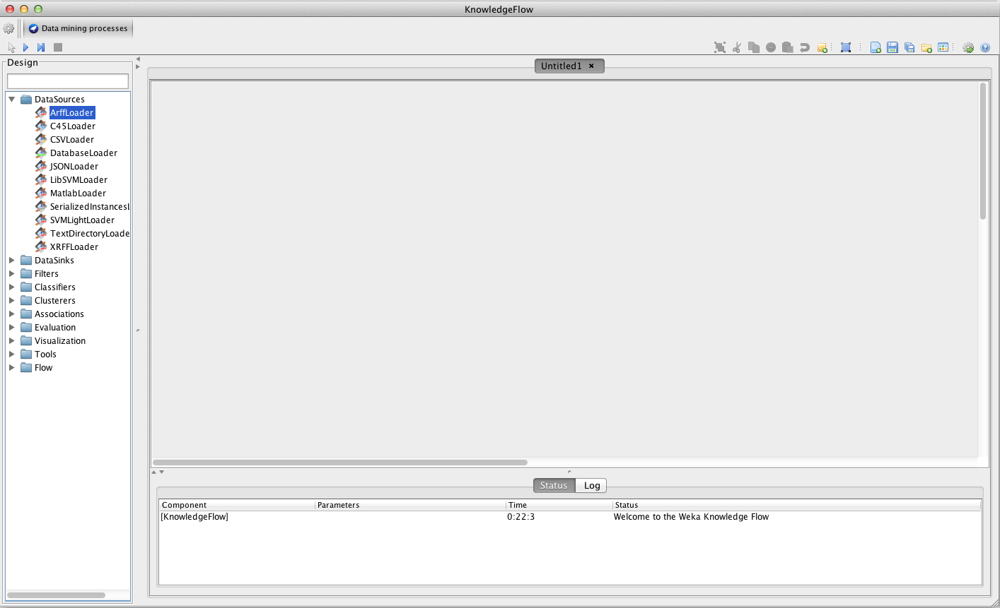 KnowledgeFlow
Data mining processes
Design
Untitled1
DataSources
ArffLoader
C45Loader
CSVLoader
DatabaseLoader
JSONLoader
LibSVMLoader
MatlabLoader
SerializedInstancesL
SVMLightLoader
TextDirectoryLoade
XRFFLoader
DataSinks
Filters
Classifiers
Clusterers
Associations
Evaluation
Visualization
Tools
Flow
Status Log
Component Parameters Time Status
[KnowledgeFlow] 0:22:3 Welcome to the Weka Knowledge Flow